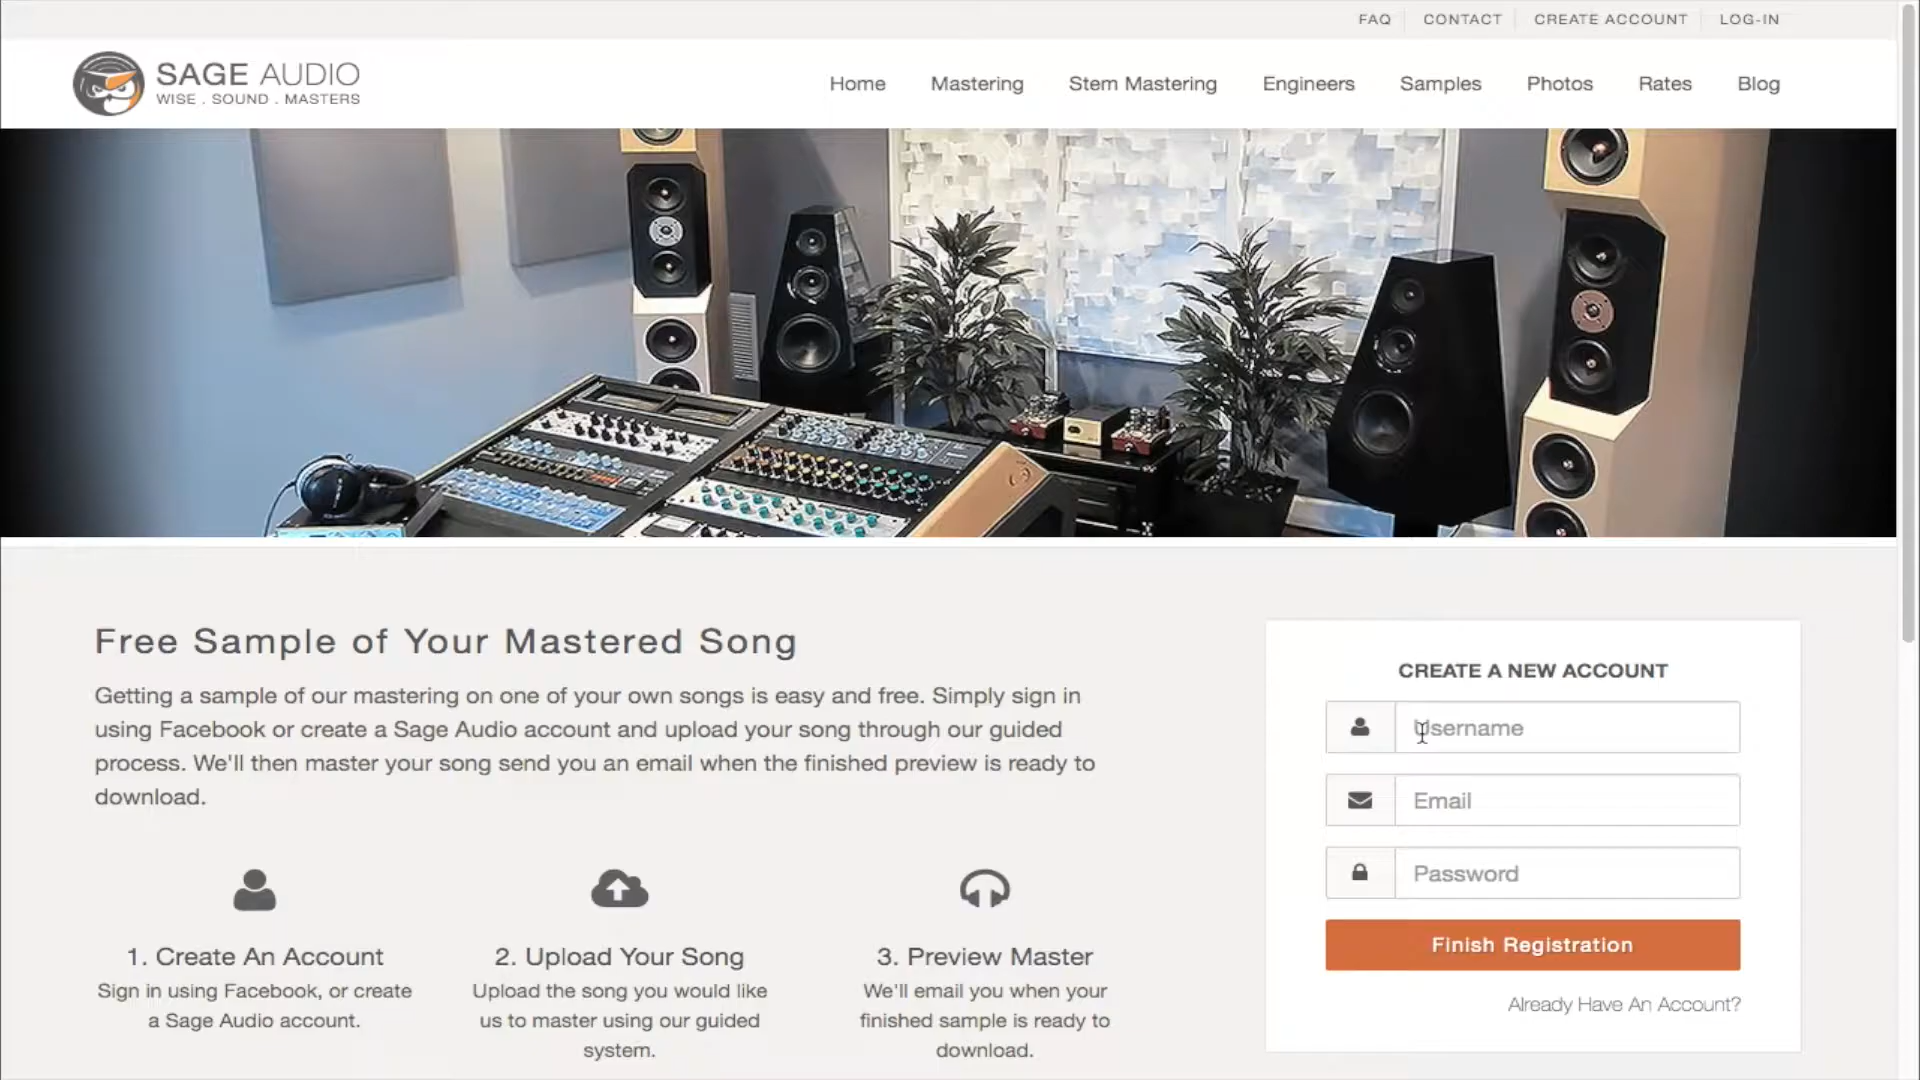 FAQ CONTACT CREATE ACCOUNT LOG-IN
SAGE AUDIO
WISE . SOUND . MASTERS
Home Mastering Stem Mastering Engineers Samples Photos Rates Blog
Free Sample of Your Mastered Song
Getting a sample of our mastering on one of your own songs is easy and free. Simply sign in
using Facebook or create a Sage Audio account and upload your song through our guided
process. We'll then master your song send you an email when the finished preview is ready to
download.
1. Create An Account
Sign in using Facebook, or create
a Sage Audio account.
2. Upload Your Song
Upload the song you would like
us to master using our guided
system.
3. Preview Master
We'll email you when your
finished sample is ready to
download.
CREATE A NEW ACCOUNT
Username
Email
Password
Finish Registration
Already Have An Account?